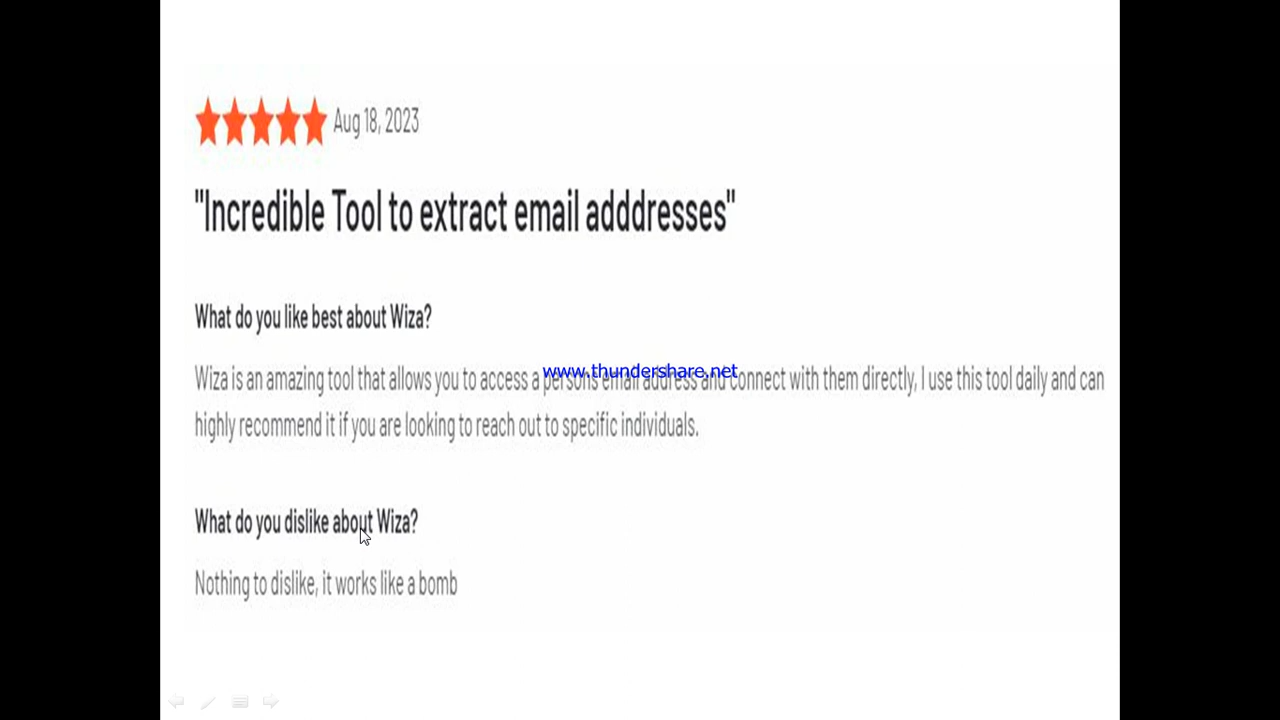 Aug 18, 2023
"Incredible Tool to extract email adddresses"
What do you like best about Wiza?
www.thundershare.net
Wiza is an amazing tool that allows you to access a persons email address and connect with them directly, I use this tool daily and can
highly recommend it if you are looking to reach out to specific individuals.
What do you dislike about Wiza?
Nothing to dislike, it works like a bomb